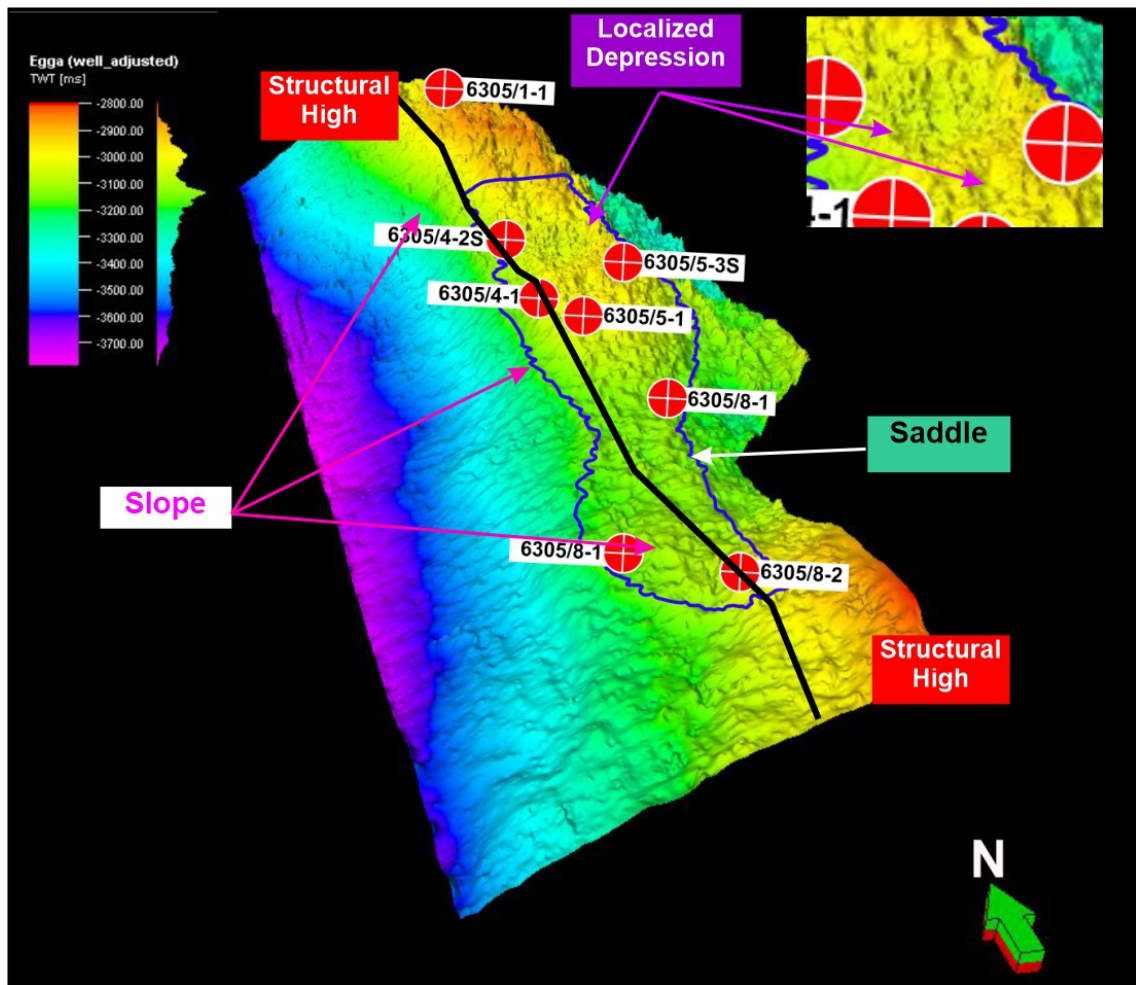 Egga (well_adjusted)
TWT [ms]
-2800.00
-2900.00
-3000.00
-3100.00
-3200.00
-3300.00
-3400.00
-3500.00
-3600.00
-3700.00
Structural
High
6305/1-1
Localized
Depression
4-1
6305/4-2S
6305/5-3S
6305/4-1
6305/5-1
6305/8-1
Saddle
Slope
6305/8-1
6305/8-2
Structural
High
N